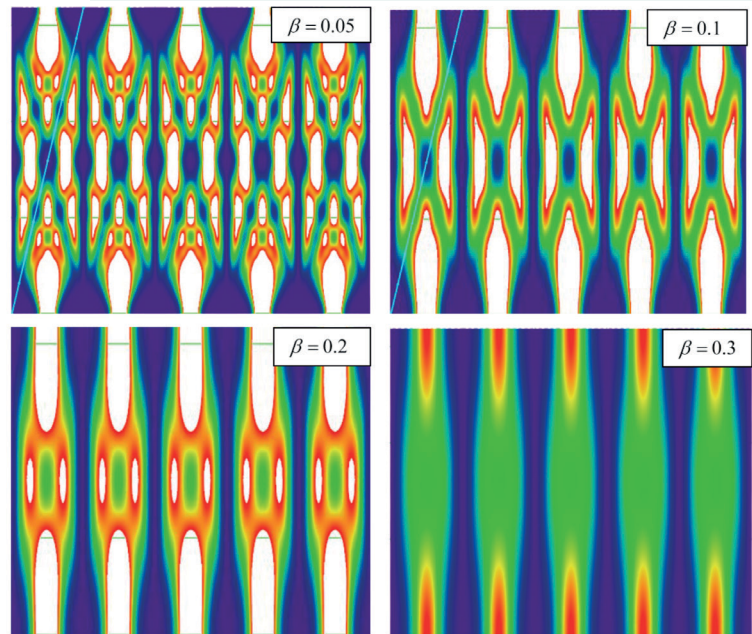 β = 0.05
β = 0.1
β = 0.2
β = 0.3